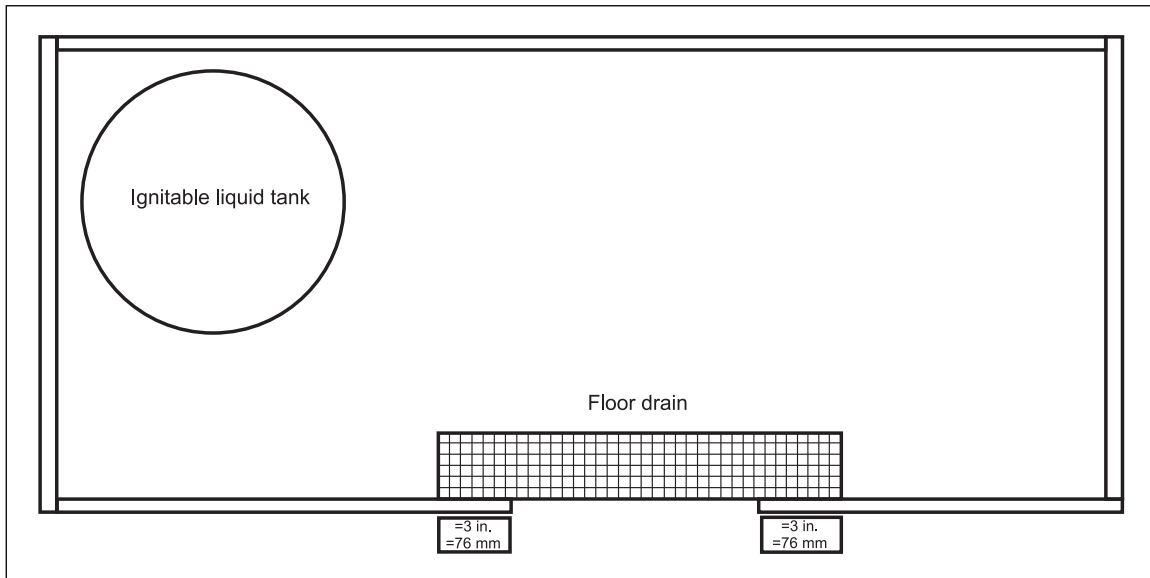 Ignitable liquid tank
Floor drain
=3 in.
=76 mm
=3 in.
=76 mm